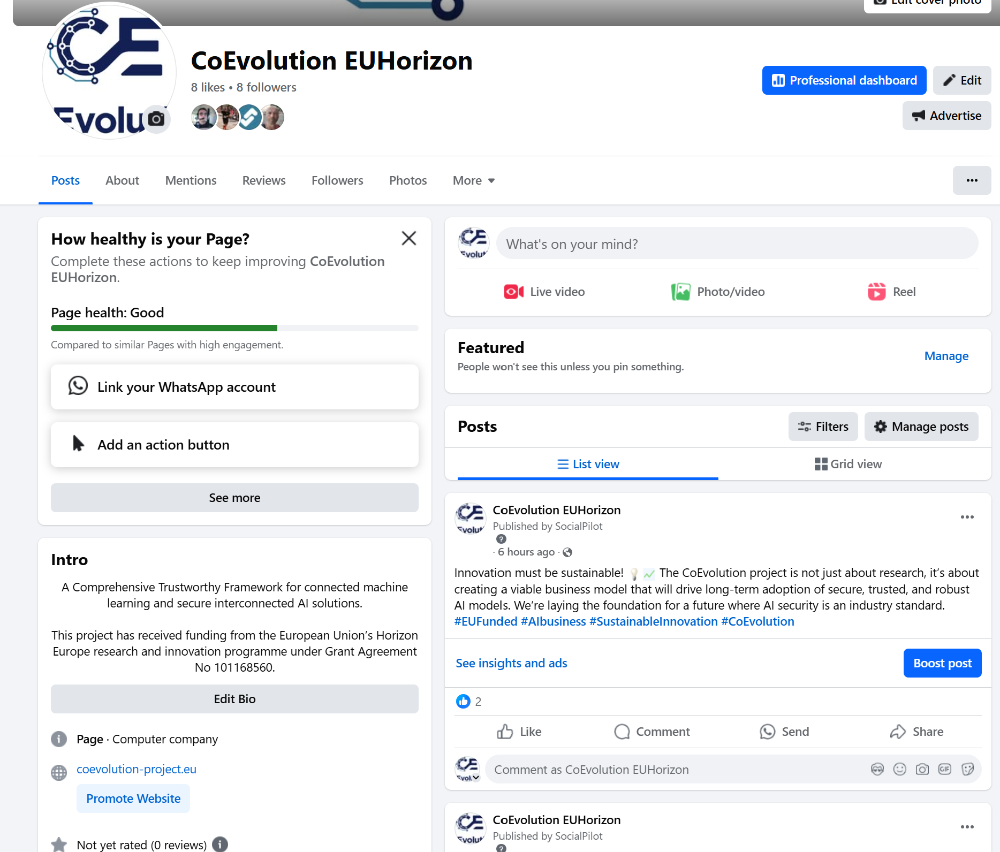 Edit cover photo
CE
Evolu
CoEvolution EUHorizon
8 likes • 8 followers
Professional dashboard
Edit
Advertise
Posts
About
Mentions
Reviews
Followers
Photos
More
How healthy is your Page?
Complete these actions to keep improving CoEvolution
EUHorizon.
Page health: Good
Compared to similar Pages with high engagement.
Link your WhatsApp account
Add an action button
See more
Intro
A Comprehensive Trustworthy Framework for connected machine
learning and secure interconnected AI solutions.
This project has received funding from the European Union’s Horizon
Europe research and innovation programme under Grant Agreement
No 101168560.
Edit Bio
Page · Computer company
coevolution-project.eu
Promote Website
Not yet rated (0 reviews)
CE
Evolut
What's on your mind?
Live video
Photo/video
Reel
Featured
People won't see this unless you pin something.
Manage
Posts
Filters
Manage posts
List view
Grid view
CE
Evolut
CoEvolution EUHorizon
Published by SocialPilot
· 6 hours ago ·
Innovation must be sustainable! 💡 📈 The CoEvolution project is not just about research, it’s about
creating a viable business model that will drive long-term adoption of secure, trusted, and robust
AI models. We’re laying the foundation for a future where AI security is an industry standard.
#EUFunded #AIbusiness #SustainableInnovation #CoEvolution
See insights and ads
Boost post
2
Like
Comment
Send
Share
CE
Evol
Comment as CoEvolution EUHorizon
GIF
CE
Evolut
CoEvolution EUHorizon
Published by SocialPilot